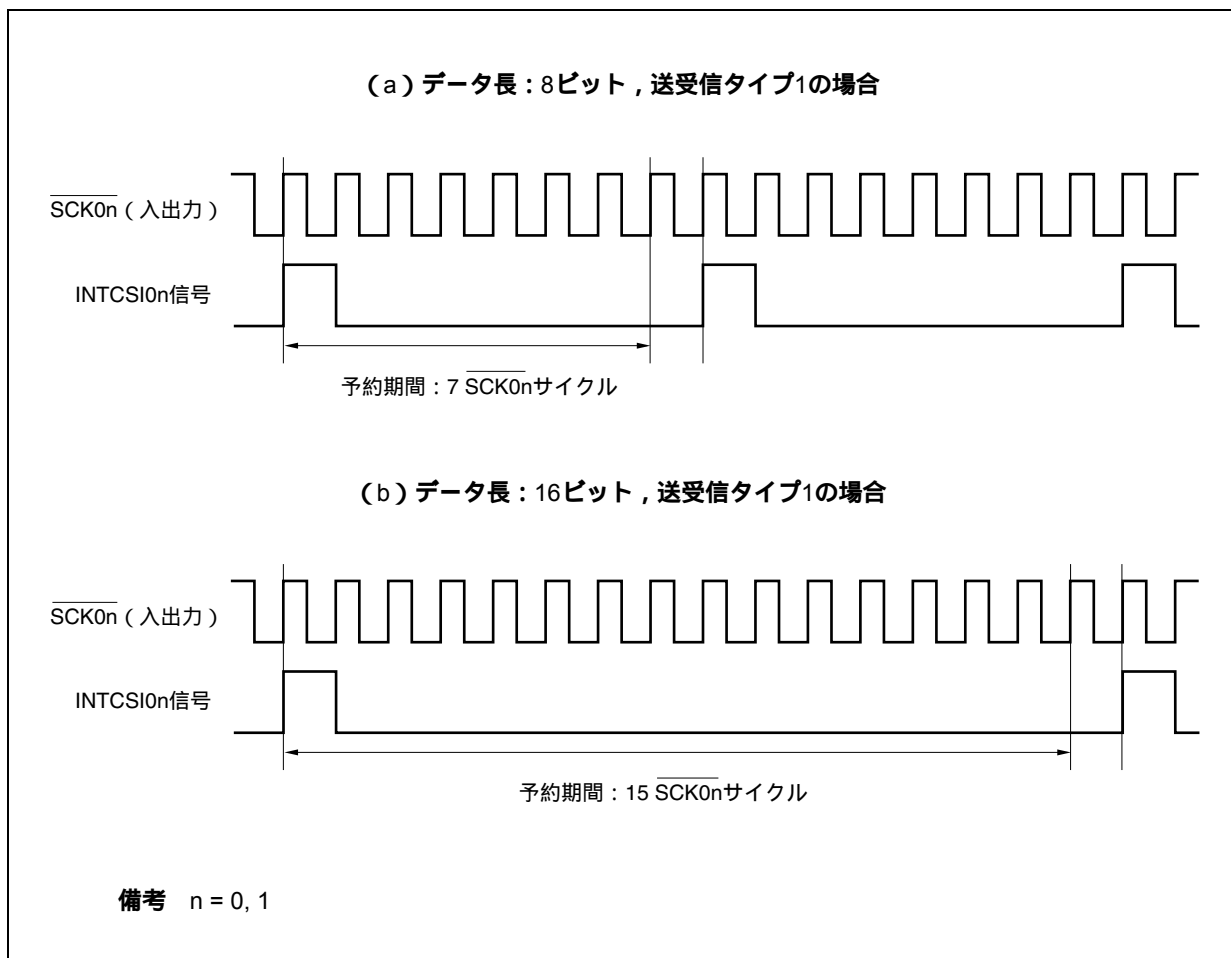 （a）データ長：8ビット，送受信タイプ1の場合
SCK0n（入出力）
INTCSI0n信号
予約期間：7 SCK0nサイクル
（b）データ長：16ビット，送受信タイプ1の場合
SCK0n（入出力）
INTCSI0n信号
予約期間：15 SCK0nサイクル
備考　n = 0, 1